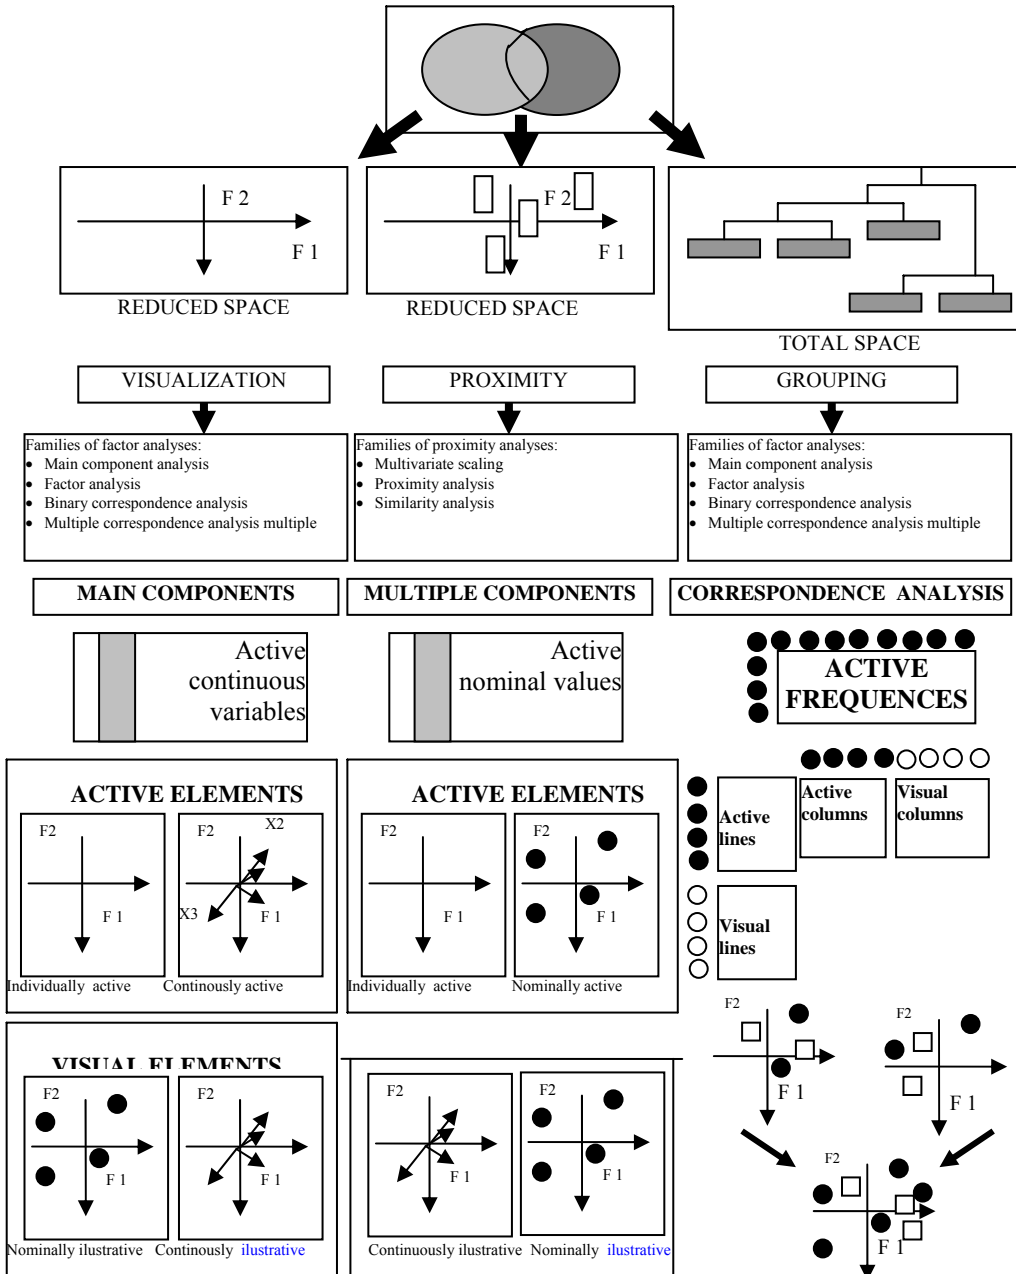 F 2
F 1
REDUCED SPACE
F 2
F 1
REDUCED SPACE
TOTAL SPACE
VISUALIZATION
PROXIMITY
GROUPING
Families of factor analyses:
• Main component analysis
• Factor analysis
• Binary correspondence analysis
• Multiple correspondence analysis multiple
Families of proximity analyses:
• Multivariate scaling
• Proximity analysis
• Similarity analysis
Families of factor analyses:
• Main component analysis
• Factor analysis
• Binary correspondence analysis
• Multiple correspondence analysis multiple
MAIN COMPONENTS
MULTIPLE COMPONENTS
CORRESPONDENCE ANALYSIS
Active
continuous
variables
Active
nominal values
ACTIVE
FREQUENCES
ACTIVE ELEMENTS
F2
F 1
Individually active
F2
X2
X3
F 1
Continously active
ACTIVE ELEMENTS
F2
F 1
Individually active
F2
F 1
Nominally active
Active
lines
Active
columns
Visual
columns
Visual
lines
VISUAL ELEMENTS
F2
F 1
Nominally ilustrative
F2
F 1
Continously ilustrative
F2
F 1
Continuously ilustrative
F2
F 1
Nominally ilustrative
F2
F 1
F2
F 1
F2
F 1